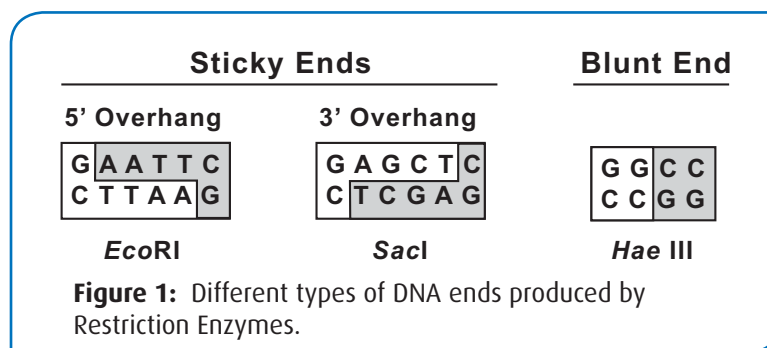 Sticky Ends
Blunt End
5’ Overhang
3’ Overhang
G A A T T C
C T T A A G
EcoRI
G A G C T C
C T C G A G
SacI
G G C C
C C G G
Hae III
Figure 1: Different types of DNA ends produced by
Restriction Enzymes.